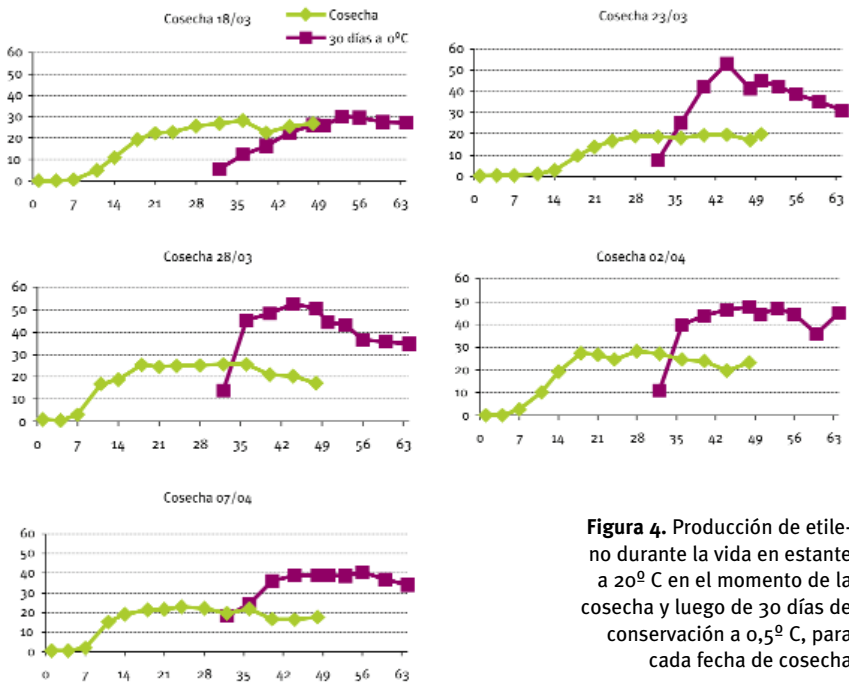 Cosecha 18/03
Cosecha
30 días a 0ºC
60
50
40
30
20
10
0
0 7 14 21 28 31 35 49 56 63
Cosecha 23/03
60
50
40
30
20
10
0
0 7 14 21 28 35 42 49 56 63
Cosecha 28/03
60
50
40
30
20
10
0
0 7 14 21 28 35 42 49 56 63
Cosecha 02/04
60
50
40
30
20
10
0
0 7 14 21 28 35 42 49 56 63
Cosecha 07/04
60
50
40
30
20
10
0
0 7 14 21 28 35 42 49 56 63
Figura 4. Producción de etile-
no durante la vida en estante
a 20º C en el momento de la
cosecha y luego de 30 días de
conservación a 0,5º C, para
cada fecha de cosecha